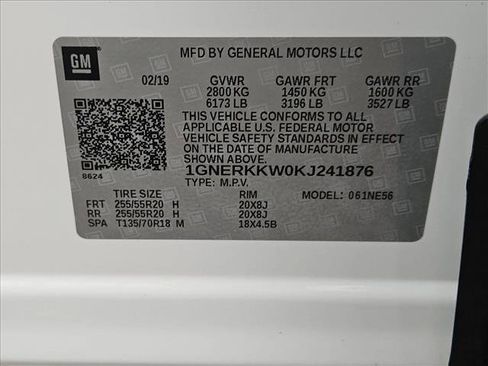 GM
MFD BY GENERAL MOTORS LLC
02/19 GVWR GAWR FRT GAWR RR
2800 KG 1450 KG 1600 KG
6173 LB 3196 LB 3527 LB
THIS VEHICLE CONFORMS TO ALL
APPLICABLE U.S. FEDERAL MOTOR
VEHICLE SAFETY STANDARDS IN EFFECT
ON THE DATE OF MANUFACTURE SHOWN
ABOVE.
1GNERKKW0KJ241876
8624
TYPE: M.P.V.
TIRE SIZE RIM MODEL: 061NE56
FRT 255/55R20 H 20X8J
RR 255/55R20 H 20X8J
SPA T135/70R18 M 18X4.5B